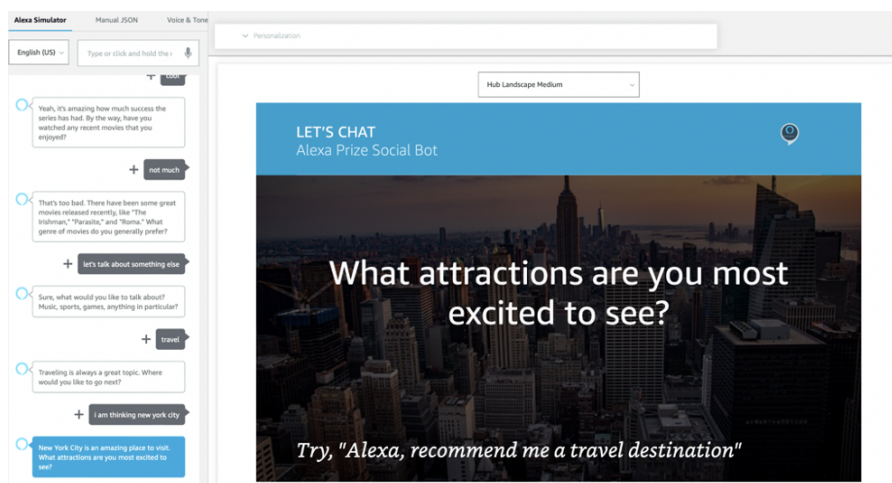 Alexa Simulator
Manual JSON
Voice & Tone
English (US)
Type or click and hold the
cool
Yeah, it's amazing how much success the
series has had. By the way, have you
watched any recent movies that you
enjoyed?
not much
That's too bad. There have been some great
movies released recently, like "The
Irishman," "Parasite," and "Roma." What
genre of movies do you generally prefer?
let's talk about something else
Sure, what would you like to talk about?
Music, sports, games, anything in particular?
travel
Traveling is always a great topic. Where
would you like to go next?
i am thinking new york city
New York City is an amazing place to visit.
What attractions are you most excited to
see?
Personalization
Hub Landscape Medium
LET'S CHAT
Alexa Prize Social Bot
What attractions are you most
excited to see?
Try, "Alexa, recommend me a travel destination"